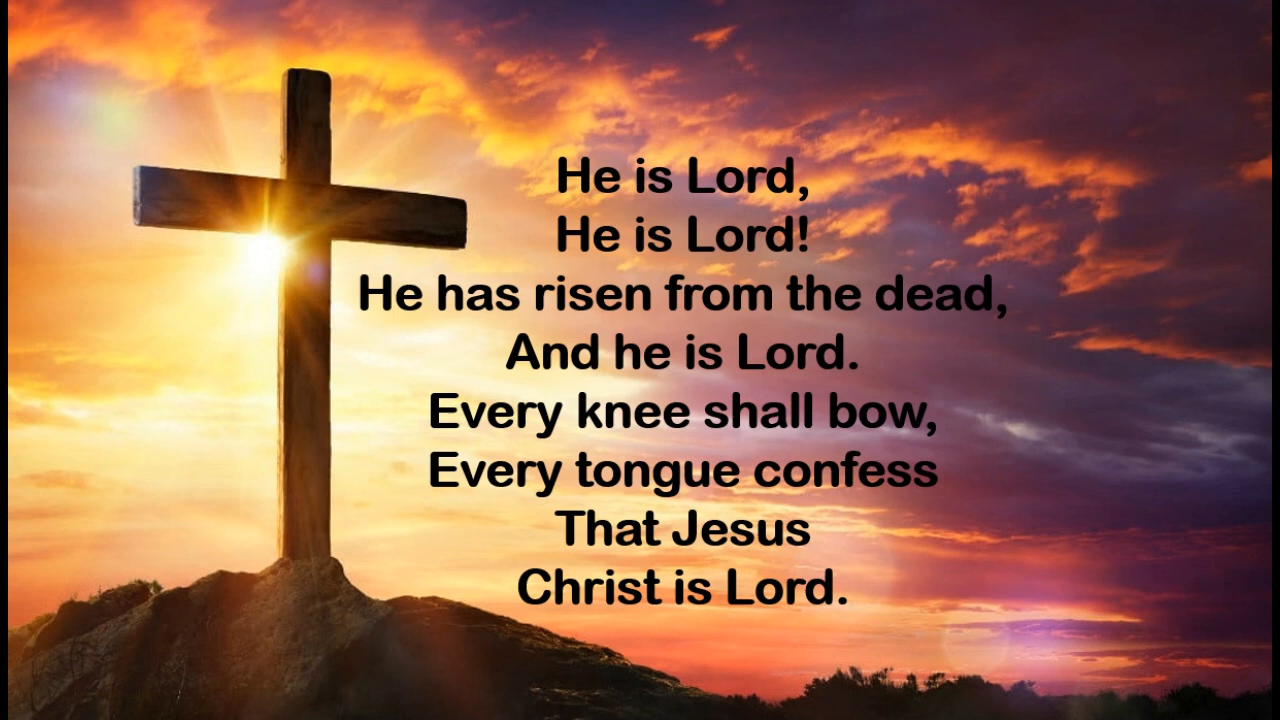 He is Lord,
He is Lord!
He has risen from the dead,
And he is Lord.
Every knee shall bow,
Every tongue confess
That Jesus
Christ is Lord.